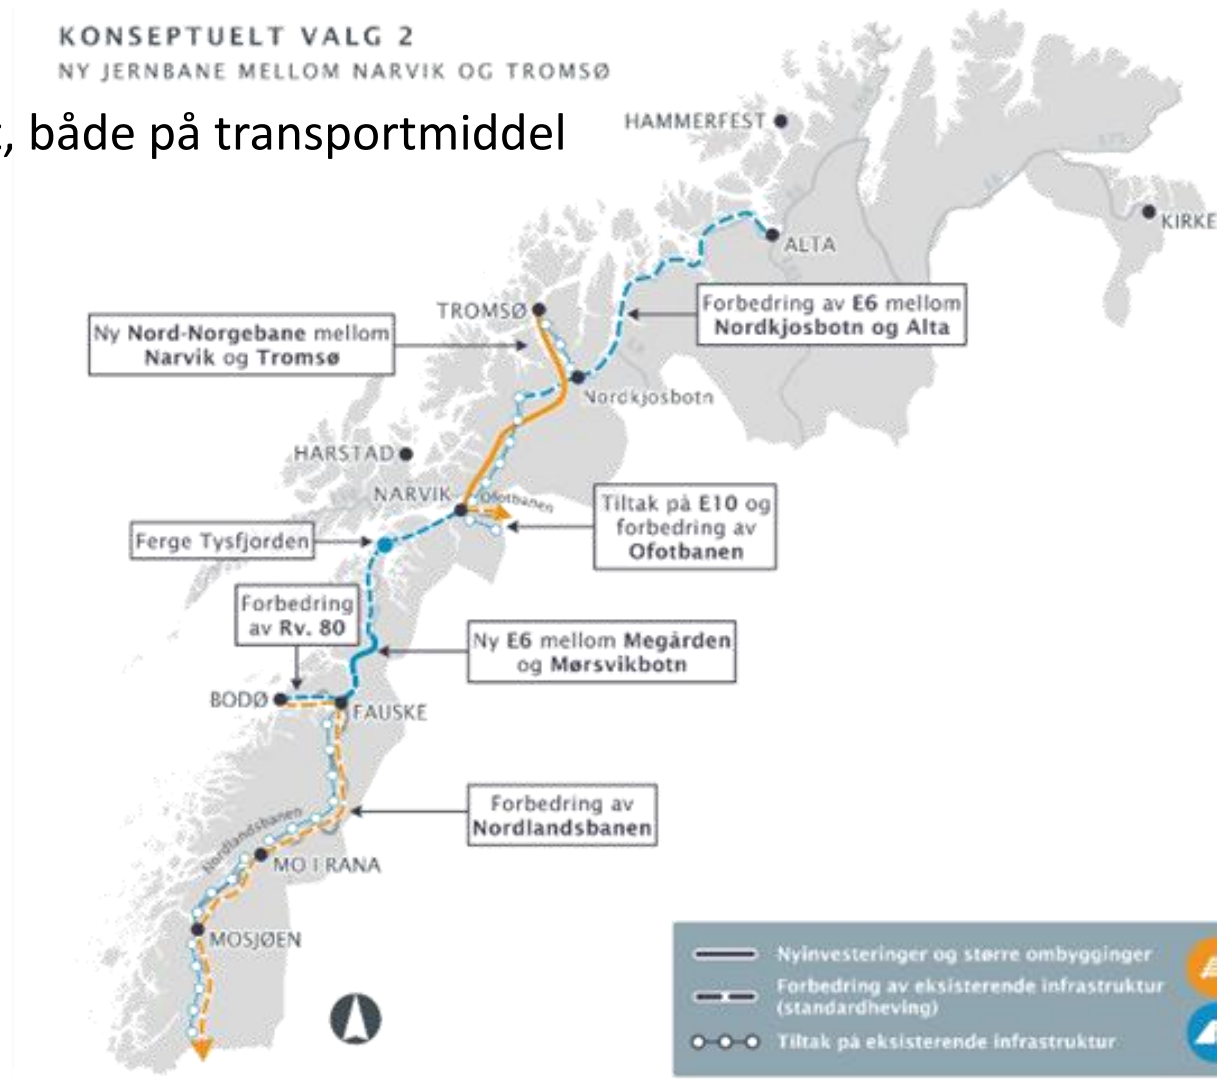 KONSEPTUELT VALG 2
NY JERNBANE MELLOM NARVIK OG TROMSØ
, både på transportmiddel
HAMMERFEST
KIRKE
ALTA
TROMSØ
Forbedring av E6 mellom
Nordkjosbotn og Alta
Ny Nord-Norgebane mellom
Narvik og Tromsø
Nordkjosbotn
HARSTAD
NARVIK
Ofotbanen
Tiltak på E10 og
forbedring av
Ofotbanen
Ferge Tysfjorden
Forbedring
av Rv. 80
Ny E6 mellom Megården
og Mørsvikbotn
BODØ
FAUSKE
Forbedring av
Nordlandsbanen
Nordlandsbanen
MO I RANA
MOSJØEN
Nyinvesteringer og større ombygginger
Forbedring av eksisterende infrastruktur
(standardheving)
Tiltak på eksisterende infrastruktur